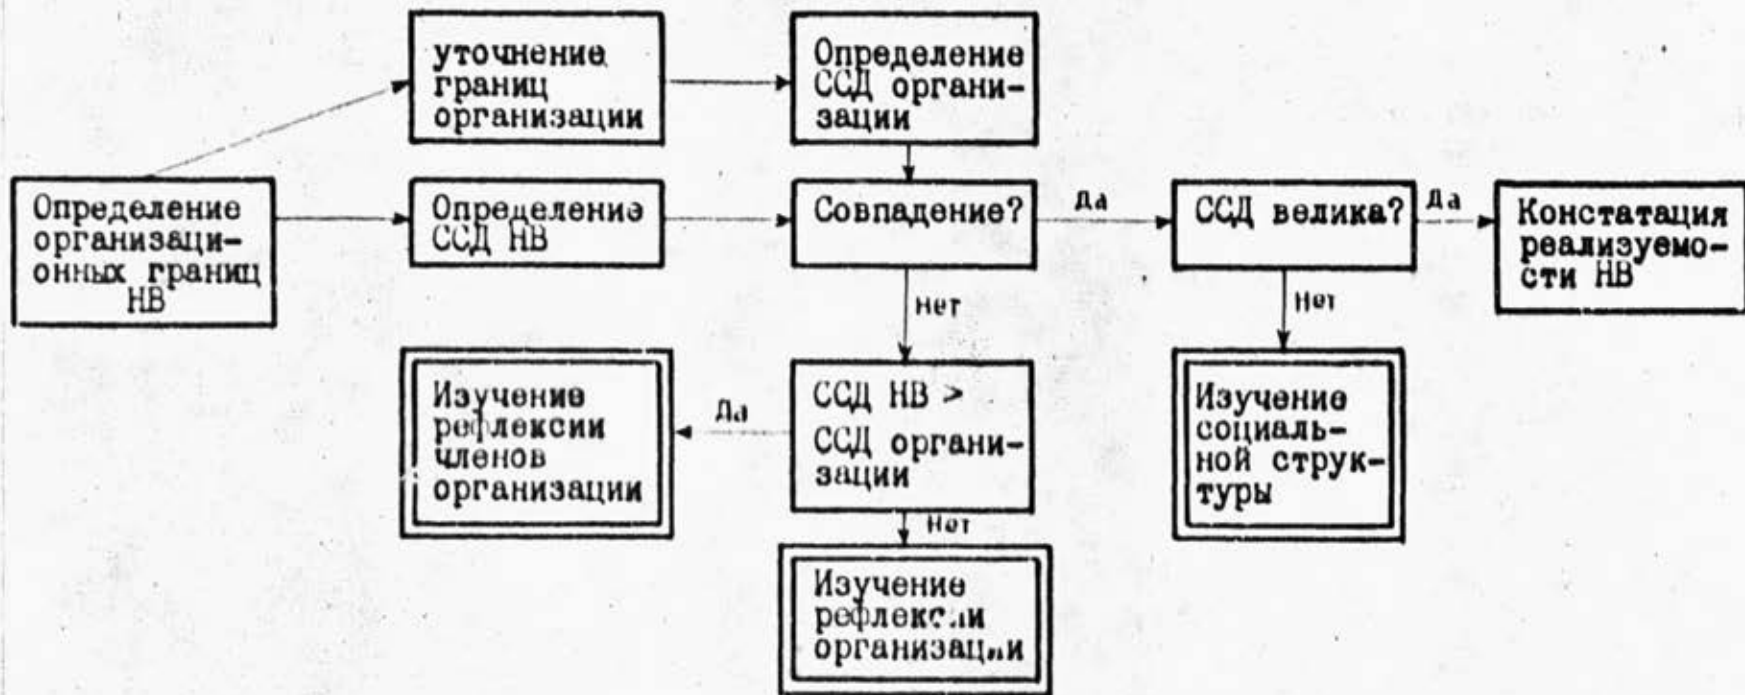 уточнение
границ
организации
Определение
ССД органи-
зации
Определение
организаци-
онных границ
НВ
Определение
ССД НВ
Совпадение?
Да
ССД велика?
Да
Констатация
реализуемо-
сти НВ
Нет
Нет
Изучение
рефлексии
членов
организации
Да
ССД НВ >
ССД органи-
зации
Изучение
социаль-
ной струк-
туры
Нет
Изучение
рефлексии
организации